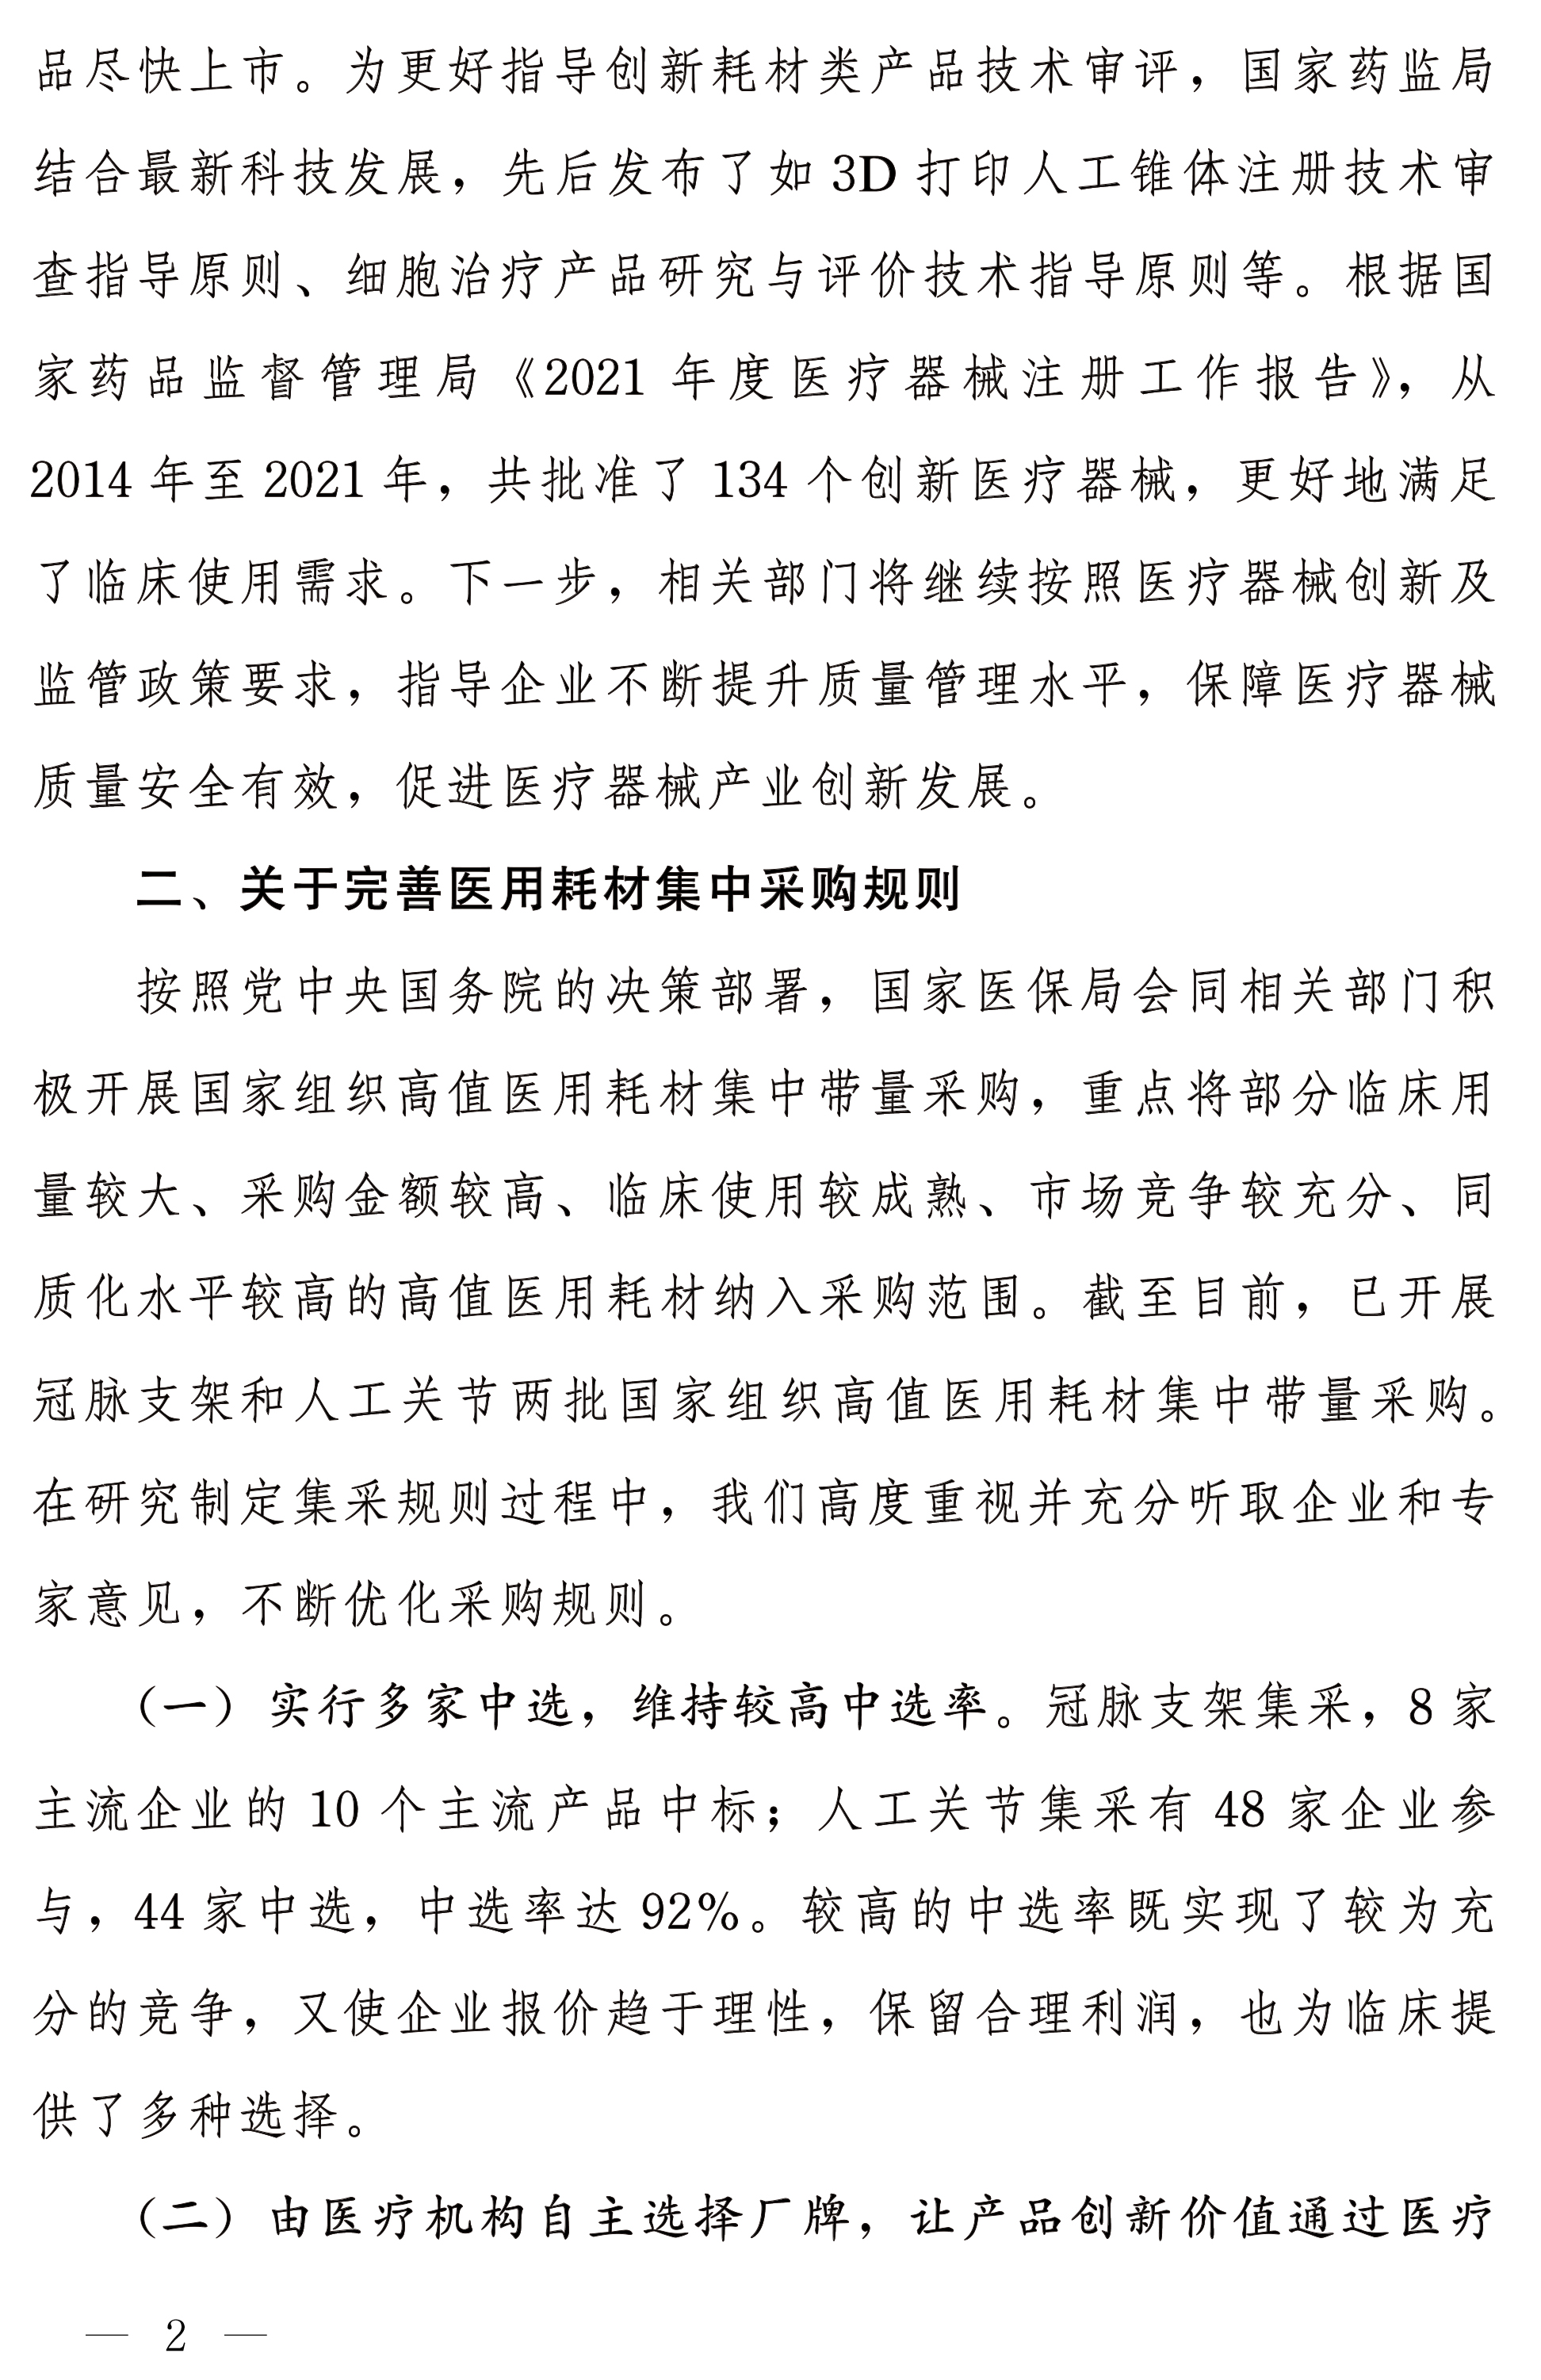 品尽快上市。为更好指导创新耗材类产品技术审评，国家药监局
结合最新科技发展，先后发布了如 3D 打印人工锥体注册技术审
查指导原则、细胞治疗产品研究与评价技术指导原则等。根据国
家药品监督管理局《2021 年度医疗器械注册工作报告》，从
2014 年至 2021 年，共批准了 134 个创新医疗器械，更好地满足
了临床使用需求。下一步，相关部门将继续按照医疗器械创新及
监管政策要求，指导企业不断提升质量管理水平，保障医疗器械
质量安全有效，促进医疗器械产业创新发展。
二、关于完善医用耗材集中采购规则
按照党中央国务院的决策部署，国家医保局会同相关部门积
极开展国家组织高值医用耗材集中带量采购，重点将部分临床用
量较大、采购金额较高、临床使用较成熟、市场竞争较充分、同
质化水平较高的高值医用耗材纳入采购范围。截至目前，已开展
冠脉支架和人工关节两批国家组织高值医用耗材集中带量采购。
在研究制定集采规则过程中，我们高度重视并充分听取企业和专
家意见，不断优化采购规则。
（一）实行多家中选，维持较高中选率。冠脉支架集采，8 家
主流企业的 10 个主流产品中标；人工关节集采有 48 家企业参
与，44 家中选，中选率达 92%。较高的中选率既实现了较为充
分的竞争，又使企业报价趋于理性，保留合理利润，也为临床提
供了多种选择。
（二）由医疗机构自主选择厂牌，让产品创新价值通过医疗
— 2 —